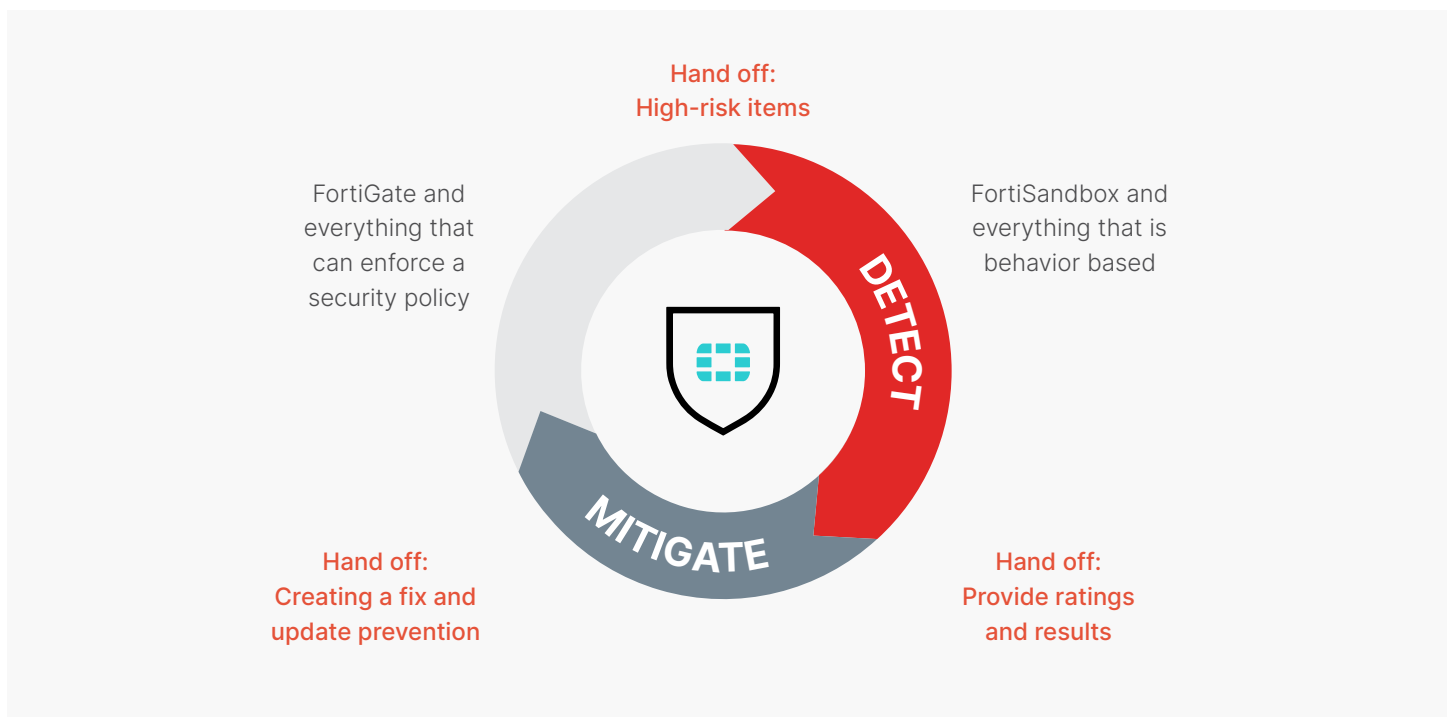 Hand off:
High-risk items
FortiGate and
everything that
can enforce a
security policy
FortiSandbox and
everything that is
behavior based
DETECT
MITIGATE
Hand off:
Creating a fix and
update prevention
Hand off:
Provide ratings
and results